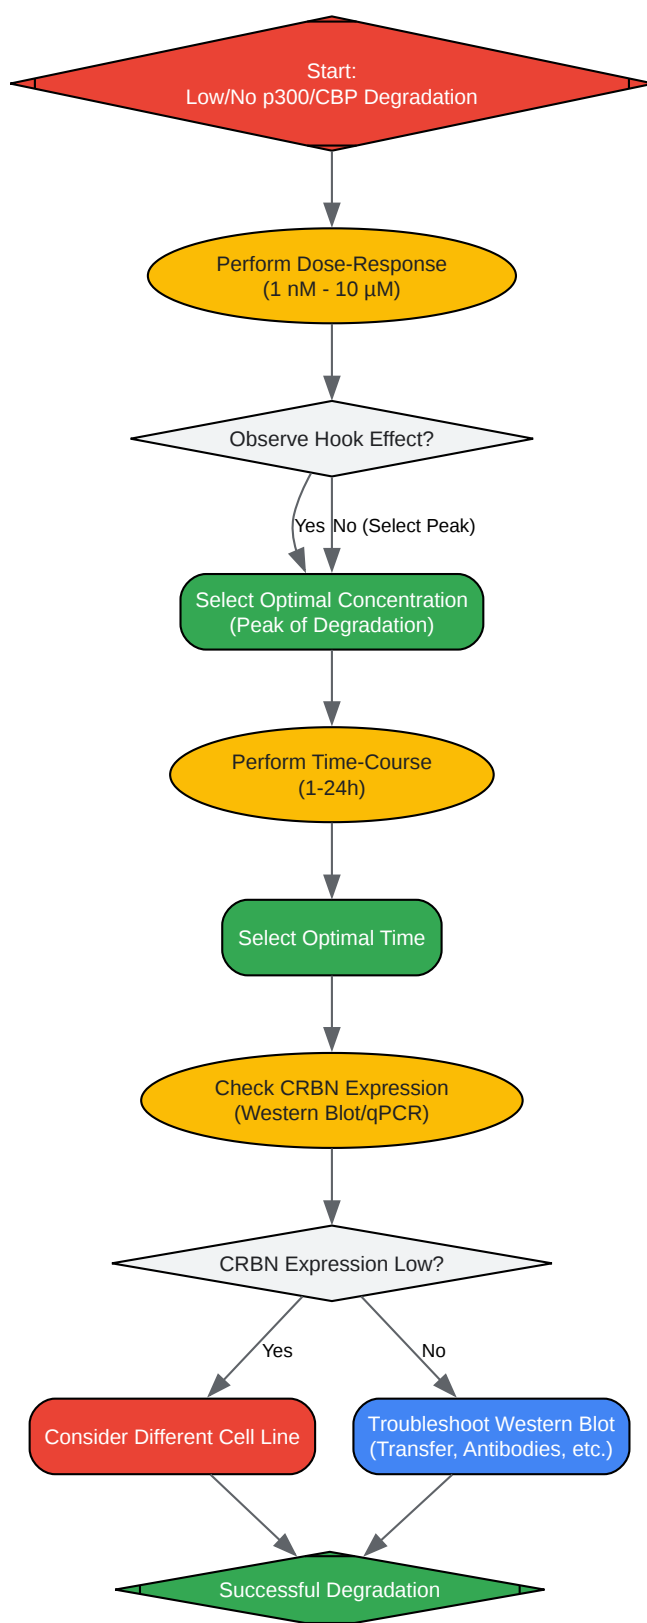 Start:
Low/No p300/CBP Degradation
Perform Dose-Response
(1 nM - 10 µM)
Observe Hook Effect?
Yes
No (Select Peak)
Select Optimal Concentration
(Peak of Degradation)
Perform Time-Course
(1-24h)
Select Optimal Time
Check CRBN Expression
(Western Blot/qPCR)
CRBN Expression Low?
Yes
No
Consider Different Cell Line
Troubleshoot Western Blot
(Transfer, Antibodies, etc.)
Successful Degradation